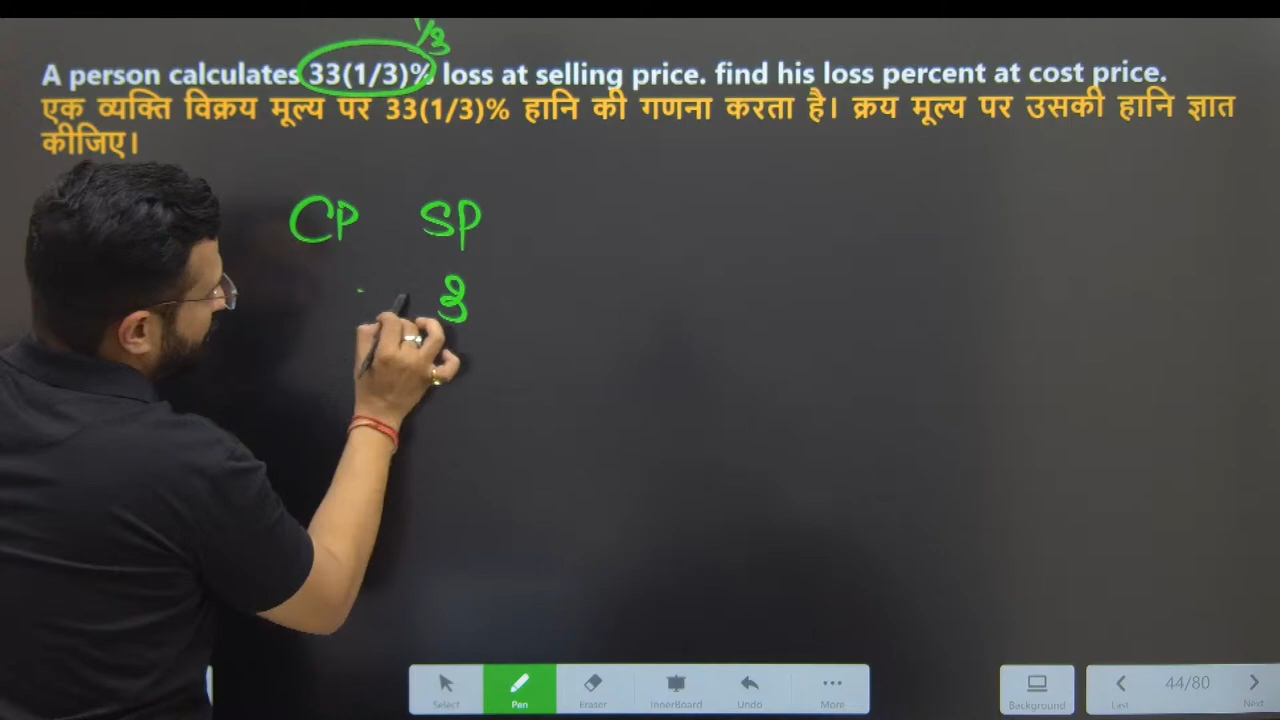 1/3
A person calculates 33(1/3)% loss at selling price. find his loss percent at cost price.
एक व्यक्ति विक्रय मूल्य पर 33(1/3)% हानि की गणना करता है। क्रय मूल्य पर उसकी हानि ज्ञात
कीजिए।
CP SP
3
Select Pen Eraser InnerBoard Undo More Background Last 44/80 Next